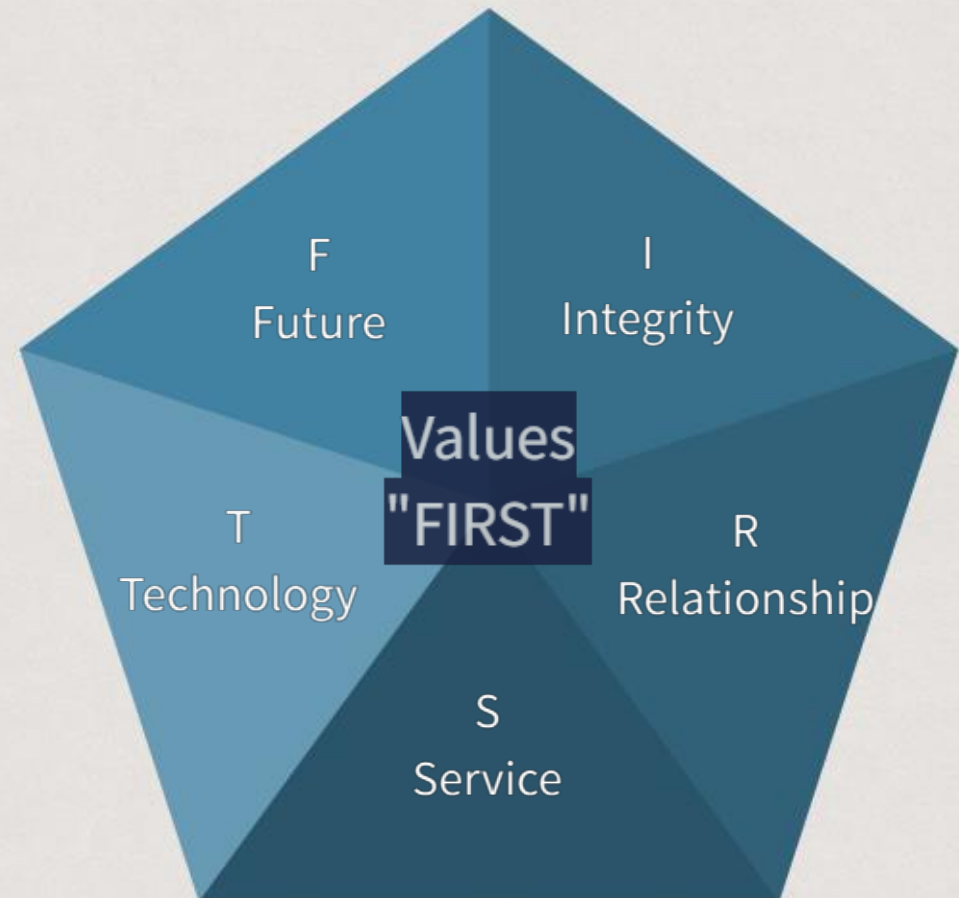 F
Future
I
Integrity
Values
"FIRST"
T
Technology
R
Relationship
S
Service